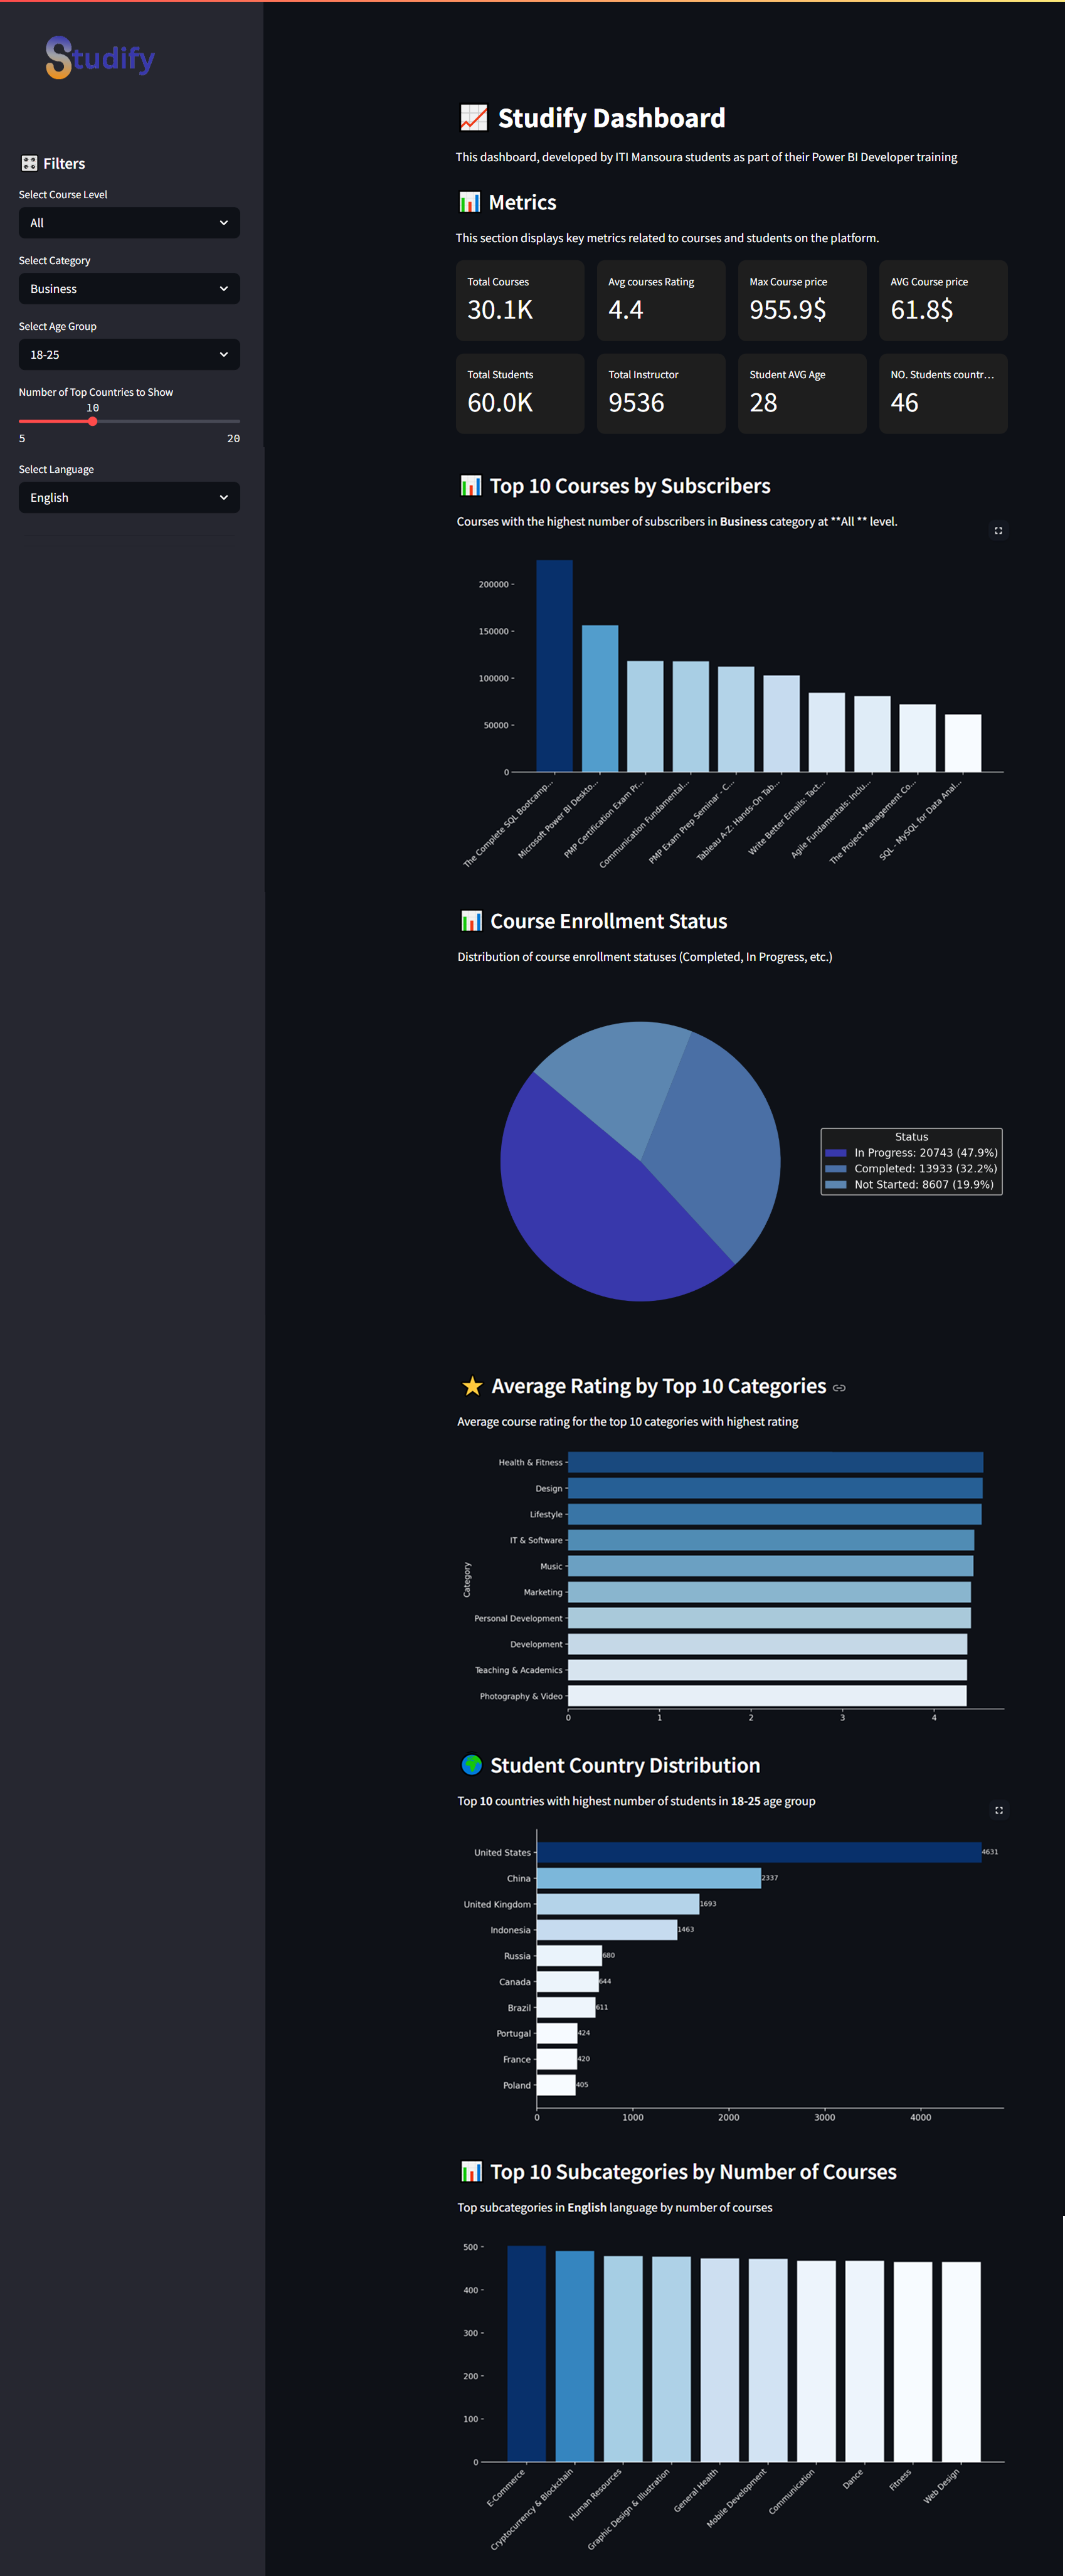 Studify
Filters
Select Course Level
All
Select Category
Business
Select Age Group
18-25
Number of Top Countries to Show
10
5 20
Select Language
English
Studify Dashboard
This dashboard, developed by ITI Mansoura students as part of their Power BI Developer training
Metrics
This section displays key metrics related to courses and students on the platform.
Total Courses
30.1K
Avg courses Rating
4.4
Max Course price
955.9$
AVG Course price
61.8$
Total Students
60.0K
Total Instructor
9536
Student AVG Age
28
NO. Students countr...
46
Top 10 Courses by Subscribers
Courses with the highest number of subscribers in Business category at **All ** level.
200000
150000
100000
50000
0
The Complete SQL Bootcamp...
Microsoft Power BI Deskto...
PMP Certification Exam Pr...
Communication Fundamental...
PMP Exam Prep Seminar - C...
Tableau A-Z: Hands-On Tab...
Write Better Emails: Tact...
Agile Fundamentals: Inclu...
The Project Management Co...
SQL - MySQL for Data Anal...
Course Enrollment Status
Distribution of course enrollment statuses (Completed, In Progress, etc.)
Status
In Progress: 20743 (47.9%)
Completed: 13933 (32.2%)
Not Started: 8607 (19.9%)
Average Rating by Top 10 Categories
Average course rating for the top 10 categories with highest rating
Category
Health & Fitness
Design
Lifestyle
IT & Software
Music
Marketing
Personal Development
Development
Teaching & Academics
Photography & Video
0 1 2 3 4
Student Country Distribution
Top 10 countries with highest number of students in 18-25 age group
United States 4631
China 2337
United Kingdom 1693
Indonesia 1463
Russia 680
Canada 644
Brazil 611
Portugal 424
France 420
Poland 405
0 1000 2000 3000 4000
Top 10 Subcategories by Number of Courses
Top subcategories in English language by number of courses
500
400
300
200
100
0
E-Commerce
Cryptocurrency & Blockchain
Human Resources
Graphic Design & Illustration
General Health
Mobile Development
Communication
Dance
Fitness
Web Design